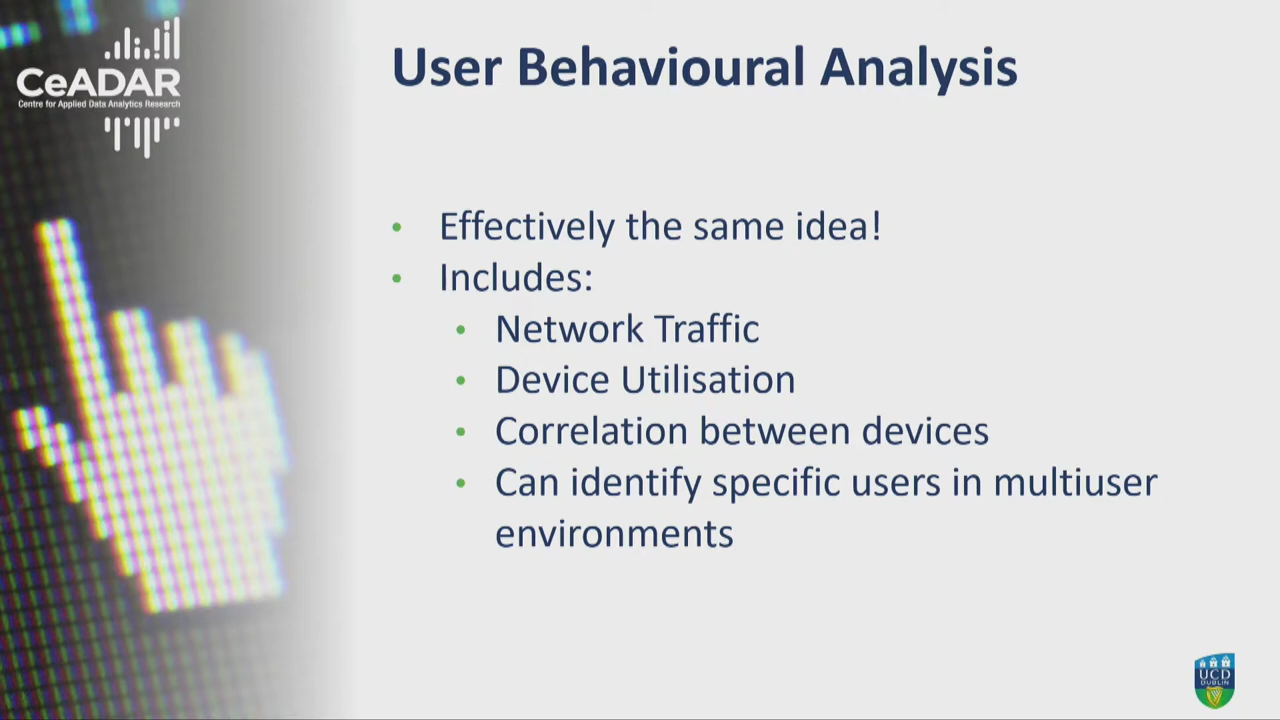 CeADAR
Centre for Applied Data Analytics Research
User Behavioural Analysis
• Effectively the same idea!
• Includes:
• Network Traffic
• Device Utilisation
• Correlation between devices
• Can identify specific users in multiuser
environments
UCD
DUBLIN